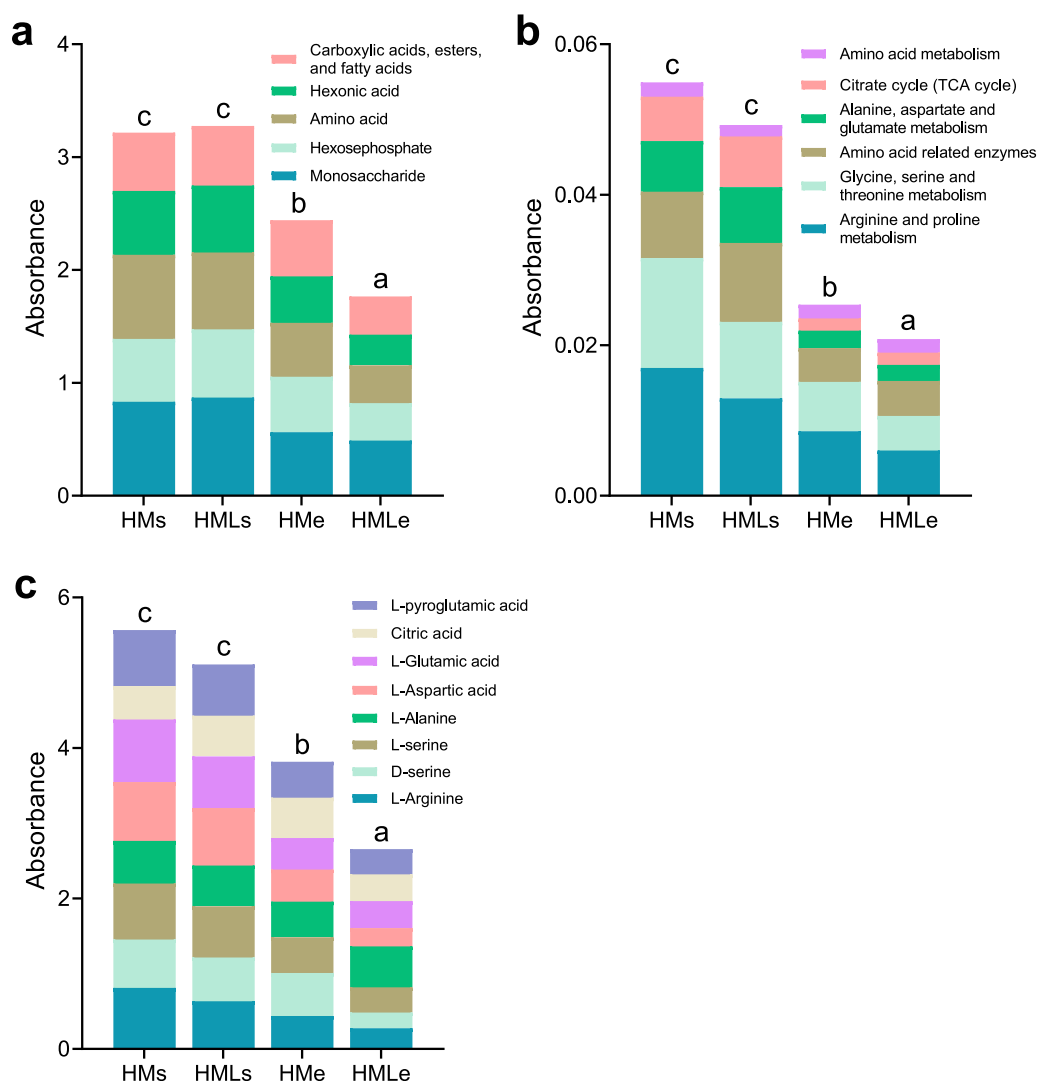 a
Absorbance
4
3
2
1
0
Carboxylic acids, esters,
and fatty acids
Hexonic acid
Amino acid
Hexosephosphate
Monosaccharide
c
c
b
a
HMs
HMLs
HMe
HMLe
b
Absorbance
0.06
0.04
0.02
0.00
Amino acid metabolism
Citrate cycle (TCA cycle)
Alanine, aspartate and
glutamate metabolism
Amino acid related enzymes
Glycine, serine and
threonine metabolism
Arginine and proline
metabolism
c
c
b
a
HMs
HMLs
HMe
HMLe
c
Absorbance
6
4
2
0
L-pyroglutamic acid
Citric acid
L-Glutamic acid
L-Aspartic acid
L-Alanine
L-serine
D-serine
L-Arginine
c
c
b
a
HMs
HMLs
HMe
HMLe